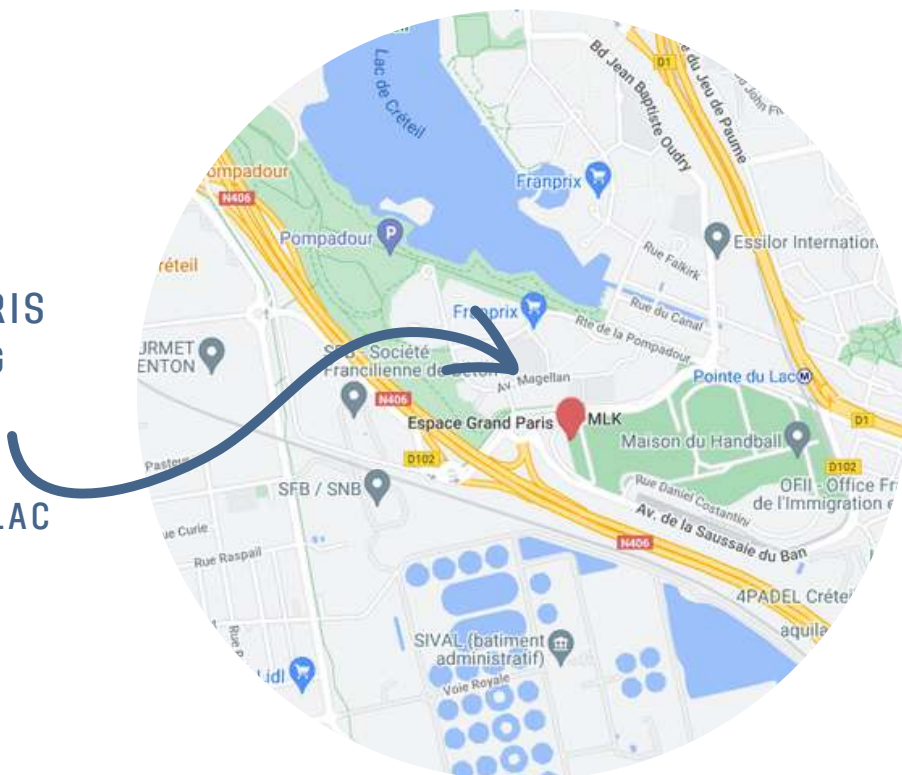 RIS
G
LAC
Lac de Créteil
Bd Jean Baptiste Oudry
D1
du Jeu de Paume
ompadour
N406
Franprix
Pompadour
P
Essilor Internation
réteil
Rue Falkirk
Franprix
Rue du Canal
Rte de la Pompadour
URMET
ENTON
Société
Francilienne de
Av. Magellan
Pointe du Lac
M
N406
Espace Grand Paris
MLK
D1
Maison du Handball
D102
D102
Pasteur
SFB / SNB
Rue Daniel Costantini
OFII - Office Fr
de l'Immigration e
Av. de la Saussaie du Ban
ue Curie
Rue Raspail
N406
4PADEL Créteil
aquila
SIVAL (batiment
administratif)
Lidl
Voie Royale